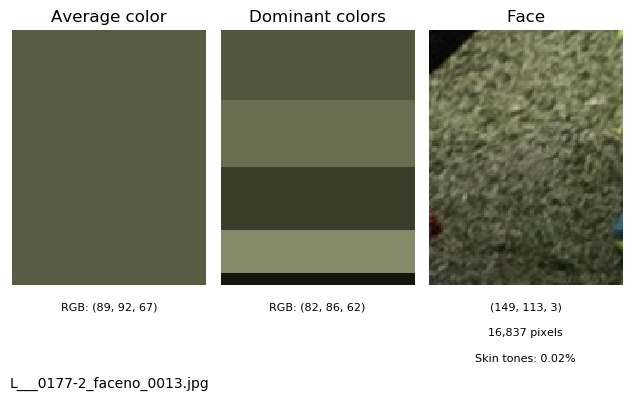 Average color
Dominant colors
Face
RGB: (89, 92, 67)
RGB: (82, 86, 62)
(149, 113, 3)
16,837 pixels
Skin tones: 0.02%
L___0177-2_faceno_0013.jpg